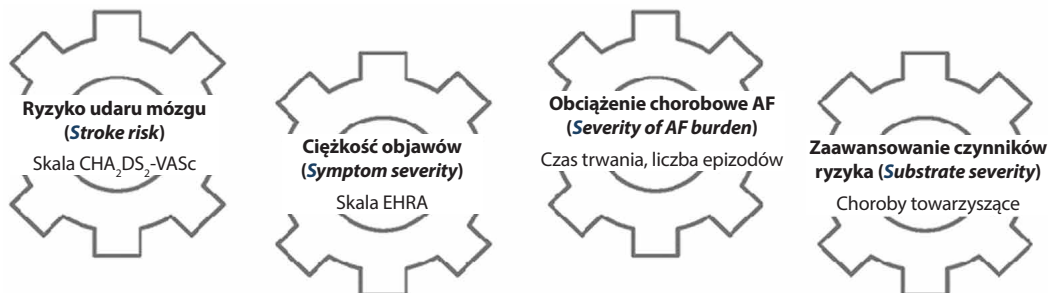 Ryzyko udaru mózgu
(Stroke risk)
Skala CHA₂DS₂-VASc
Ciężkość objawów
(Symptom severity)
Skala EHRA
Obciążenie chorobowe AF
(Severity of AF burden)
Czas trwania, liczba epizodów
Zaawansowanie czynników
ryzyka (Substrate severity)
Choroby towarzyszące